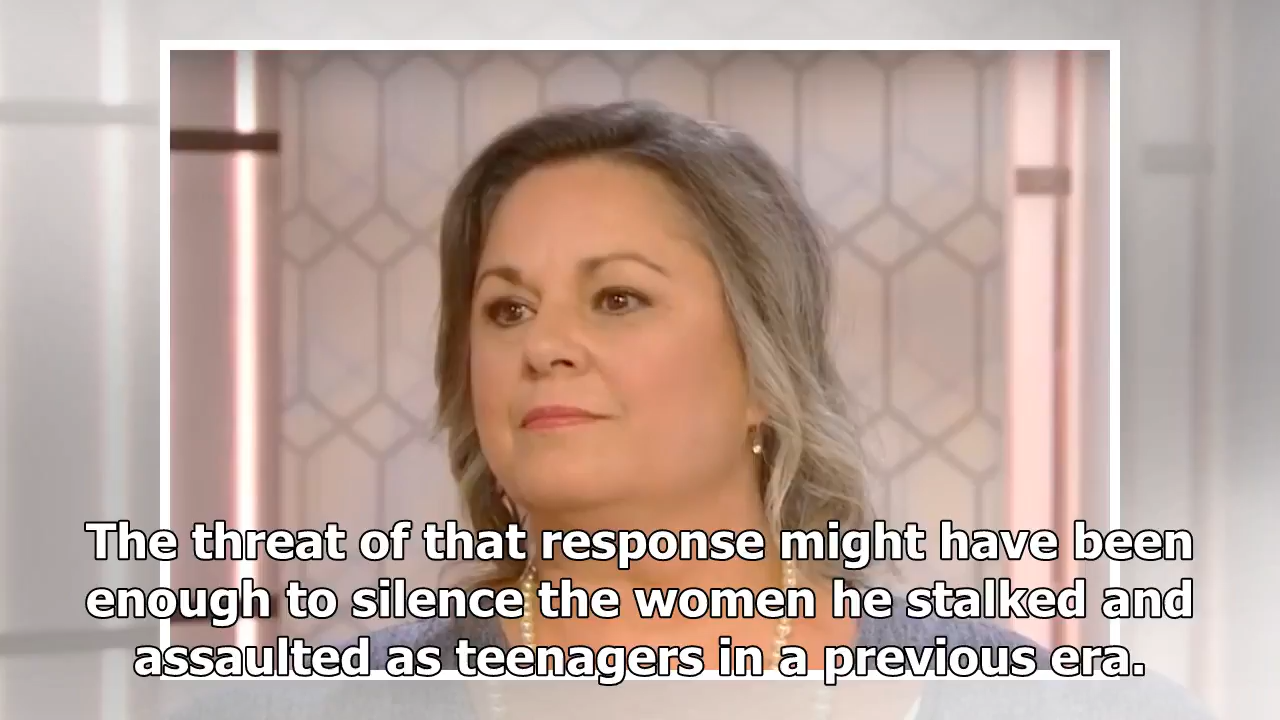 The threat of that response might have been
enough to silence the women he stalked and
assaulted as teenagers in a previous era.